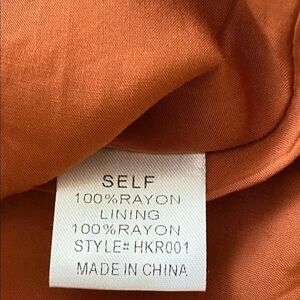 SELF
100%RAYON
LINING
100%RAYON
STYLE#:HKR001
MADE IN CHINA